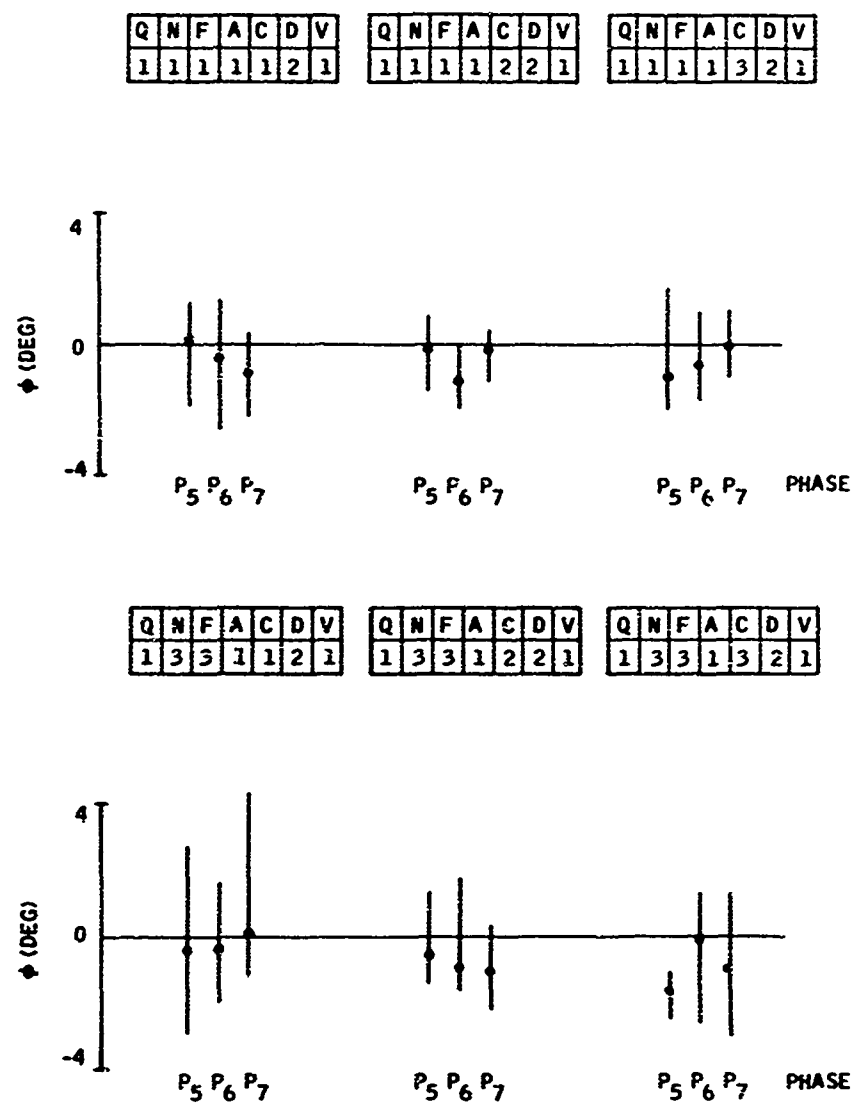 Q N F A C D V Q N F A C D V Q N F A C D V
1 1 1 1 1 2 1 1 1 1 1 2 2 1 1 1 1 1 3 2 1
4
0
-4
ϕ (DEG)
P5 P6 P7 P5 P6 P7 P5 P6 P7 PHASE
Q N F A C D V Q N F A C D V Q N F A C D V
1 3 3 1 1 2 1 1 3 3 1 2 2 1 1 3 3 1 3 2 1
4
0
-4
ϕ (DEG)
P5 P6 P7 P5 P6 P7 P5 P6 P7 PHASE